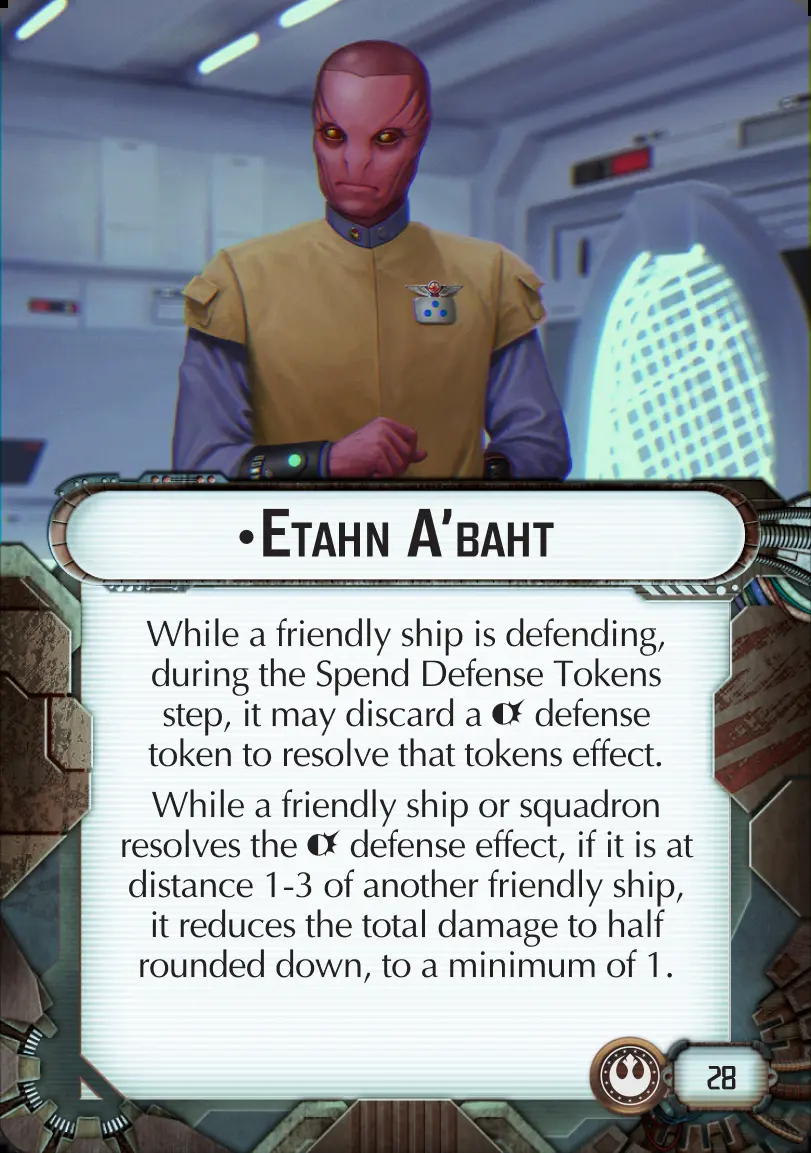 •Etahn A'baht
While a friendly ship is defending,
during the Spend Defense Tokens
step, it may discard a defense
token to resolve that tokens effect.
While a friendly ship or squadron
resolves the defense effect, if it is at
distance 1-3 of another friendly ship,
it reduces the total damage to half
rounded down, to a minimum of 1.
28